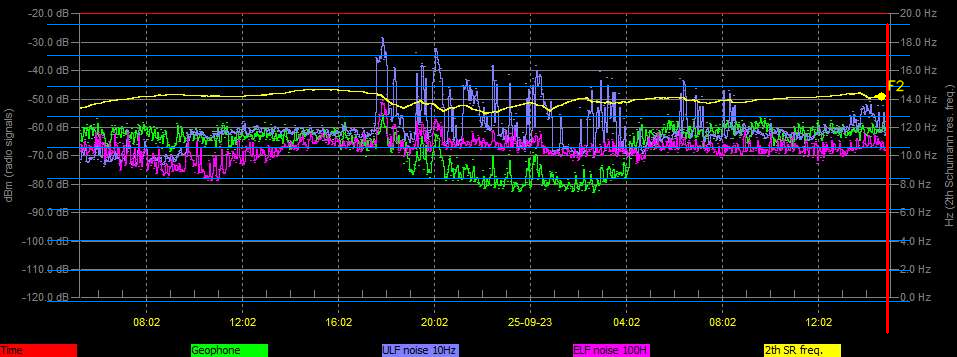 -20.0 dB 20.0 Hz
-30.0 dB 18.0 Hz
-40.0 dB 16.0 Hz
F2
-50.0 dB 14.0 Hz
-60.0 dB 12.0 Hz
-70.0 dB 10.0 Hz
-80.0 dB 8.0 Hz
-90.0 dB 6.0 Hz
-100.0 dB 4.0 Hz
-110.0 dB 2.0 Hz
-120.0 dB 0.0 Hz
dBm (radio signals)
Hz (2th Schumann res. freq.)
08:02 12:02 16:02 20:02 25-09-23 04:02 08:02 12:02
Time Geophone ULF noise 10Hz ELF noise 100H 2th SR freq.